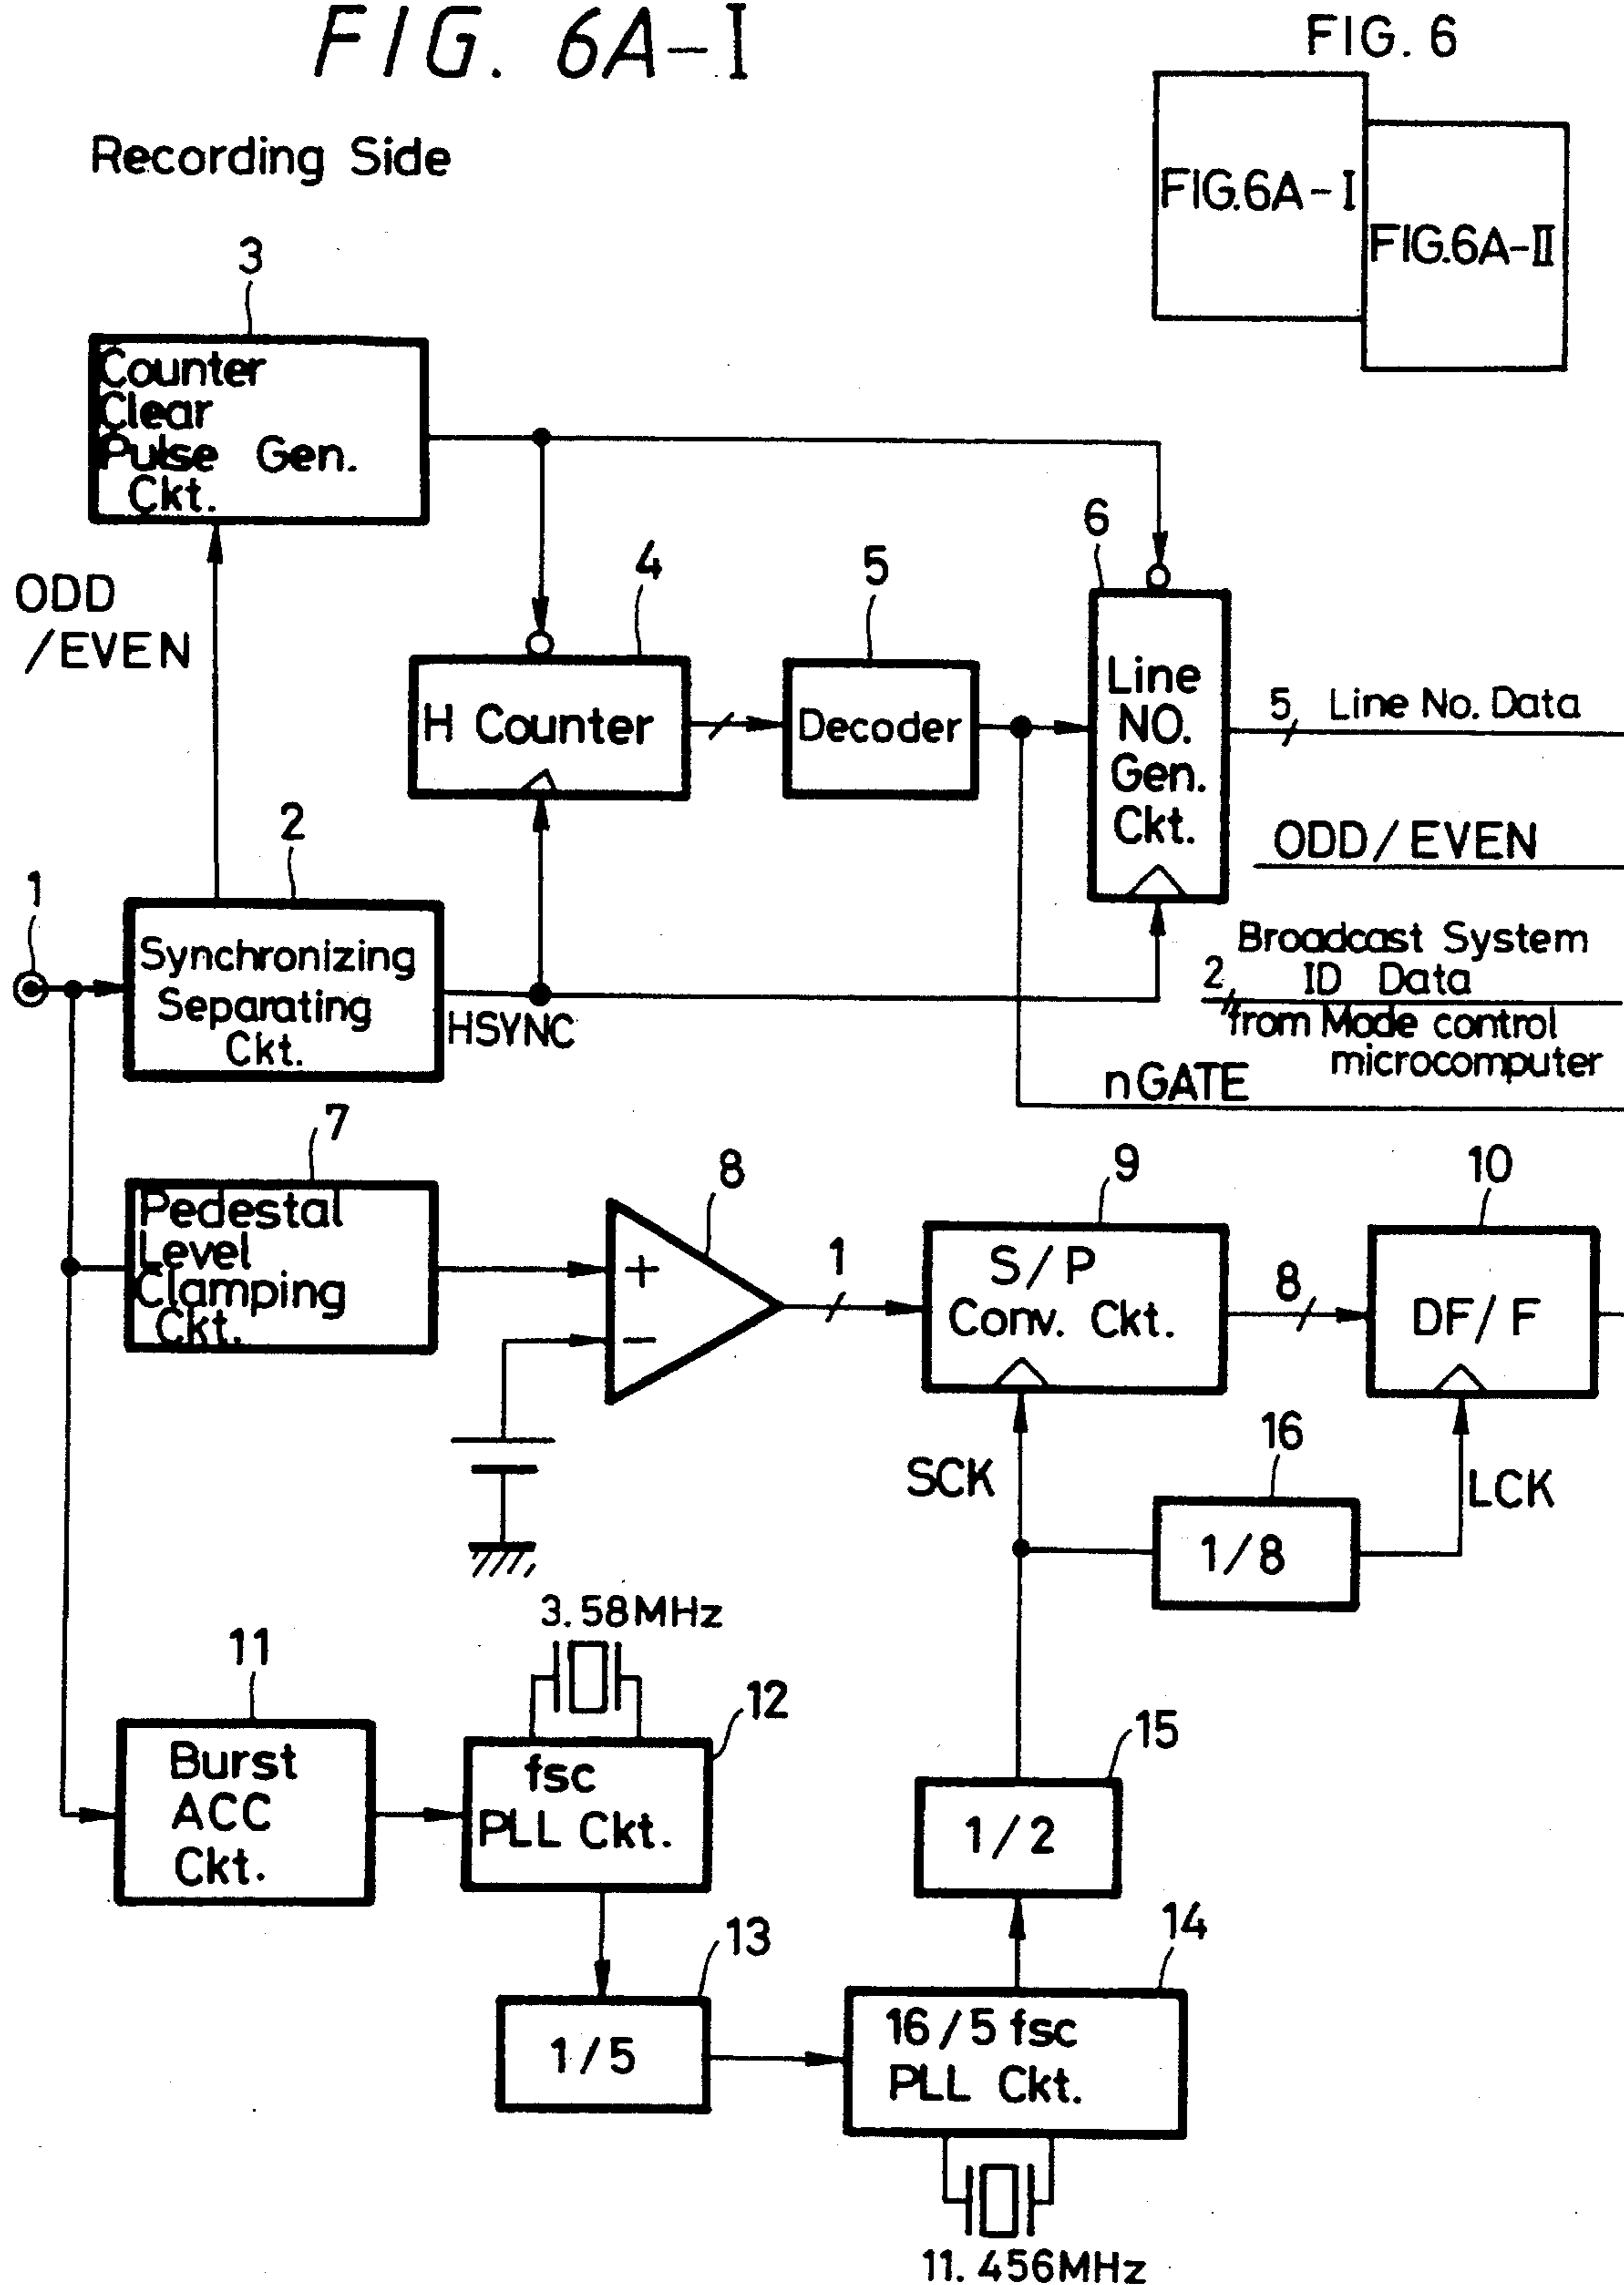 FIG. 6A-I
FIG. 6
FIG.6A-I
FIG.6A-II
Recording Side
3
Counter
Clear
Pulse Gen.
Ckt.
ODD
/EVEN
4
H Counter
5
Decoder
6
Line
NO.
Gen.
Ckt.
5 Line No. Data
ODD/EVEN
2 Broadcast System
ID Data
from Mode control
microcomputer
nGATE
1
2
Synchronizing
Separating
Ckt.
HSYNC
7
Pedestal
Level
Clamping
Ckt.
8
+
−
1
9
S/P
Conv. Ckt.
8
10
DF/F
SCK
16
1/8
LCK
3.58MHz
11
Burst
ACC
Ckt.
12
fsc
PLL Ckt.
15
1/2
13
1/5
14
16/5 fsc
PLL Ckt.
11.456MHz